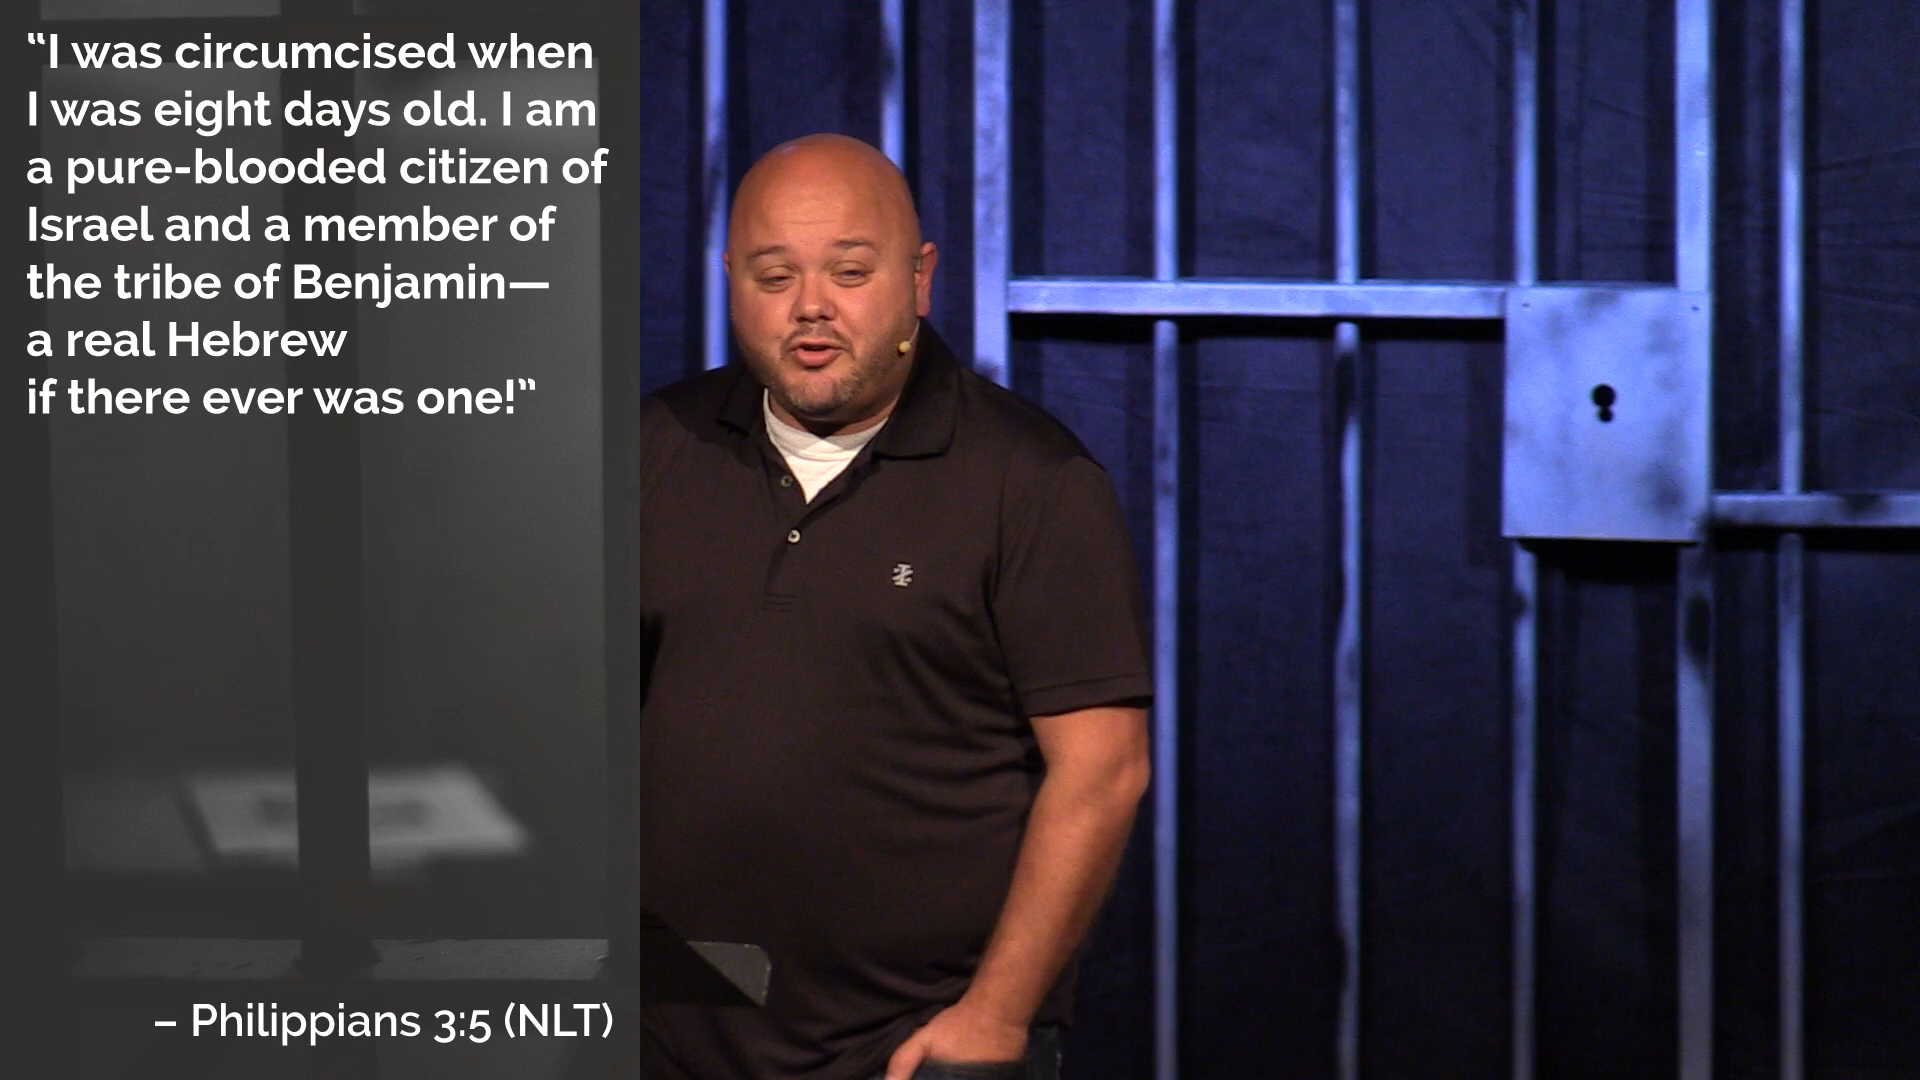 “I was circumcised when
I was eight days old. I am
a pure-blooded citizen of
Israel and a member of
the tribe of Benjamin—
a real Hebrew
if there ever was one!”
– Philippians 3:5 (NLT)